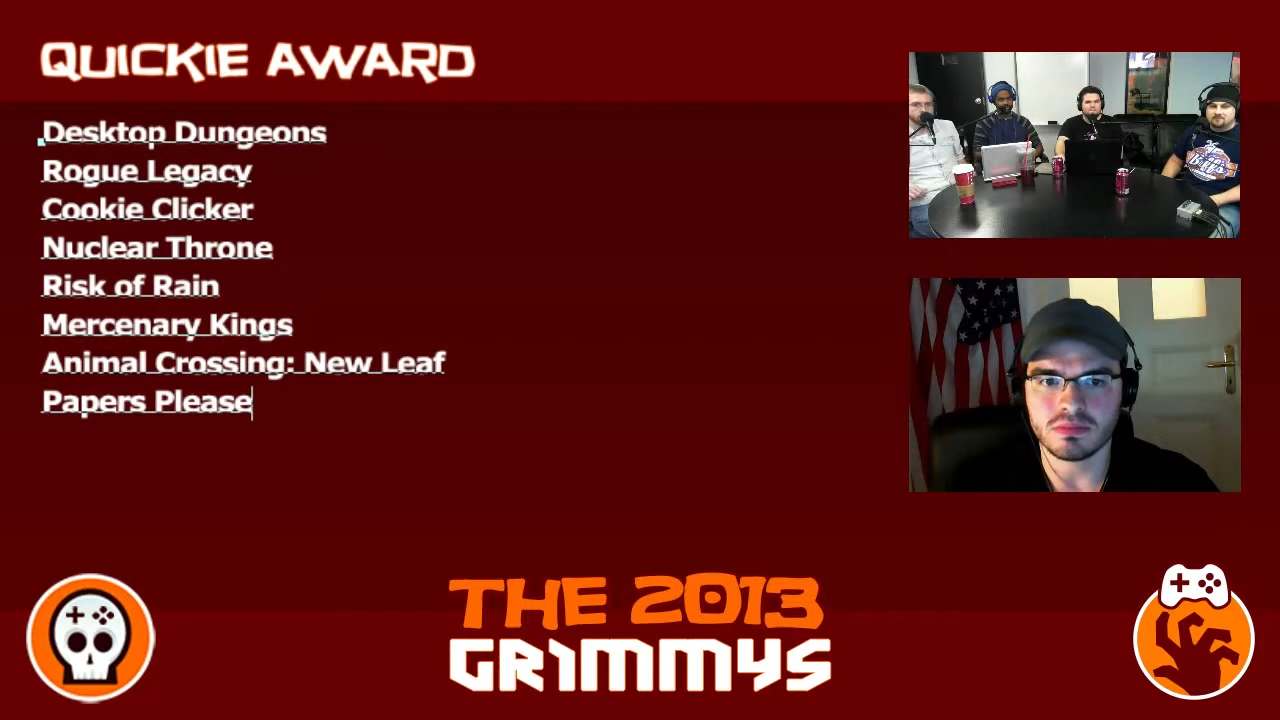 QUICKIE AWARD
Desktop Dungeons
Rogue Legacy
Cookie Clicker
Nuclear Throne
Risk of Rain
Mercenary Kings
Animal Crossing: New Leaf
Papers Please
THE 2013
GR1MM4S